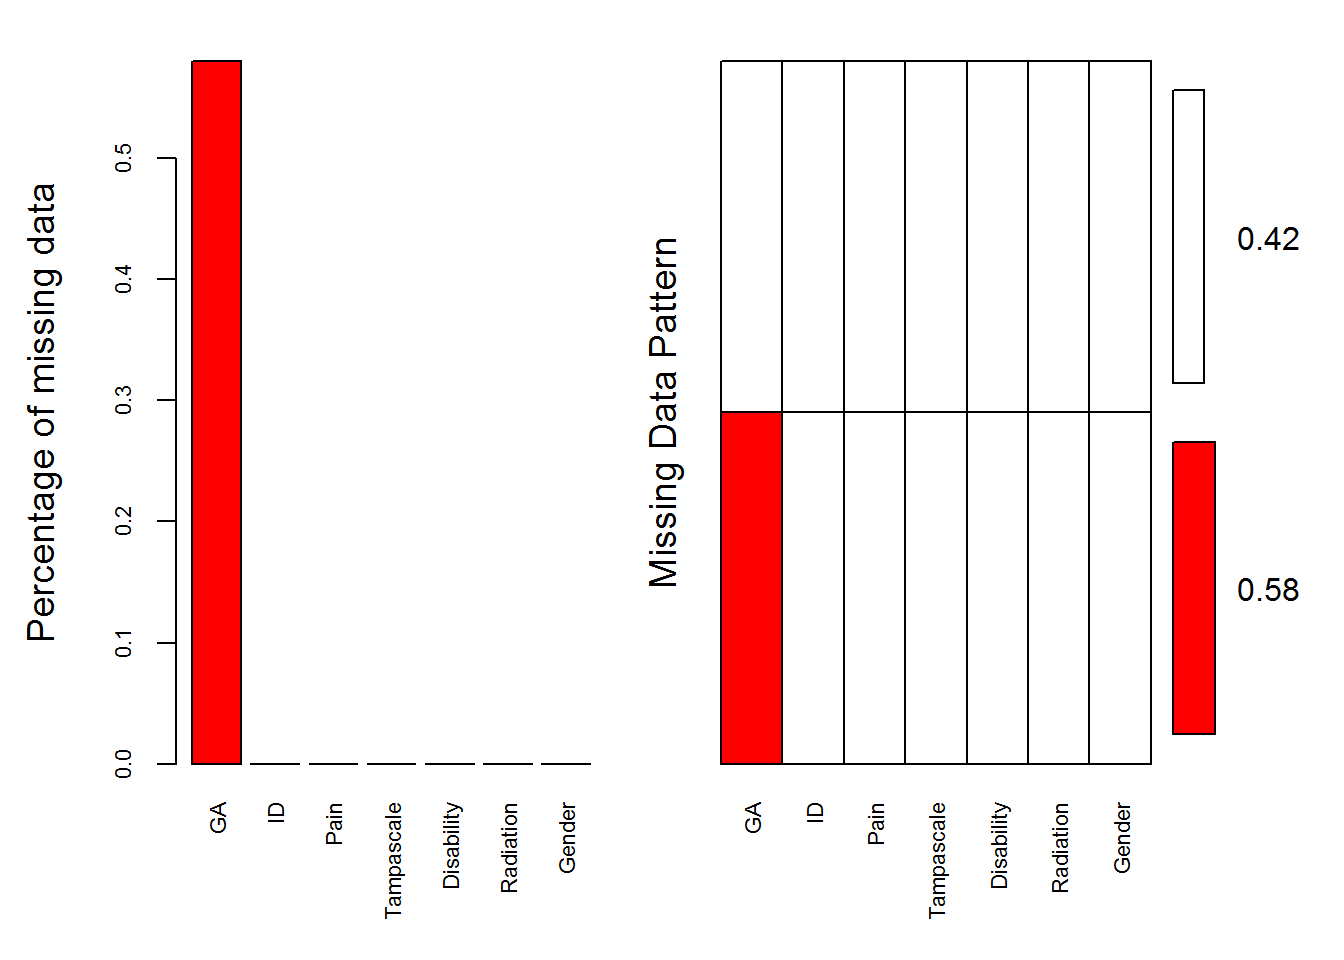 Percentage of missing data
0.5
0.4
0.3
0.2
0.1
0.0
GA
ID
Pain
Tampascale
Disability
Radiation
Gender
Missing Data Pattern
GA
ID
Pain
Tampascale
Disability
Radiation
Gender
0.42
0.58